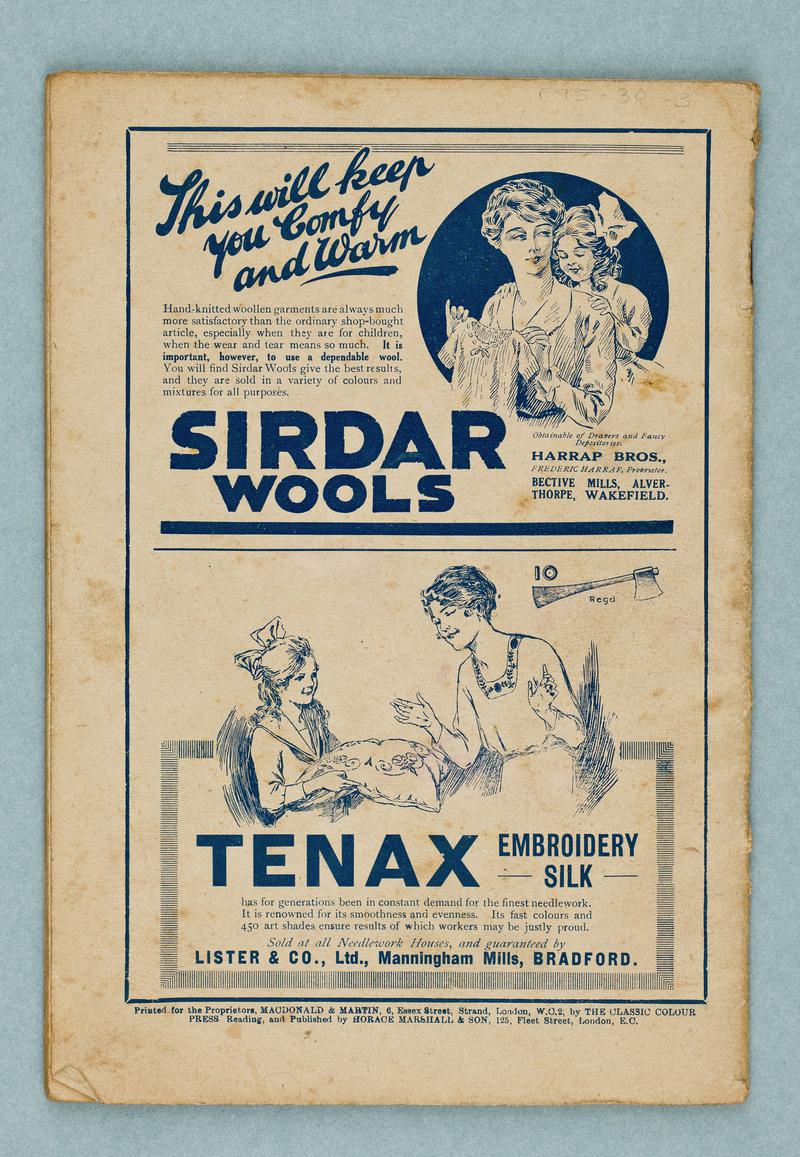 This will keep
you Comfy
and Warm
Hand-knitted woollen garments are always much
more satisfactory than the ordinary shop-bought
article, especially when they are for children,
when the wear and tear means so much. It is
important, however, to use a dependable wool.
You will find Sirdar Wools give the best results,
and they are sold in a variety of colours and
mixtures for all purposes.
SIRDAR
WOOLS
Obtainable of Drapers and Fancy
Depositories.
HARRAP BROS.,
FREDERIC HARRAP, Proprietor.
BECTIVE MILLS, ALVER-
THORPE, WAKEFIELD.
Regd
TENAX
EMBROIDERY
SILK
has for generations been in constant demand for the finest needlework.
It is renowned for its smoothness and evenness. Its fast colours and
450 art shades ensure results of which workers may be justly proud.
Sold at all Needlework Houses, and guaranteed by
LISTER & CO., Ltd., Manningham Mills, BRADFORD.
Printed for the Proprietors, MACDONALD & MARTIN, 6, Essex Street, Strand, London, W.C.2, by THE CLASSIC COLOUR
PRESS Reading, and Published by HORACE MARSHALL & SON, 125, Fleet Street, London, E.C.